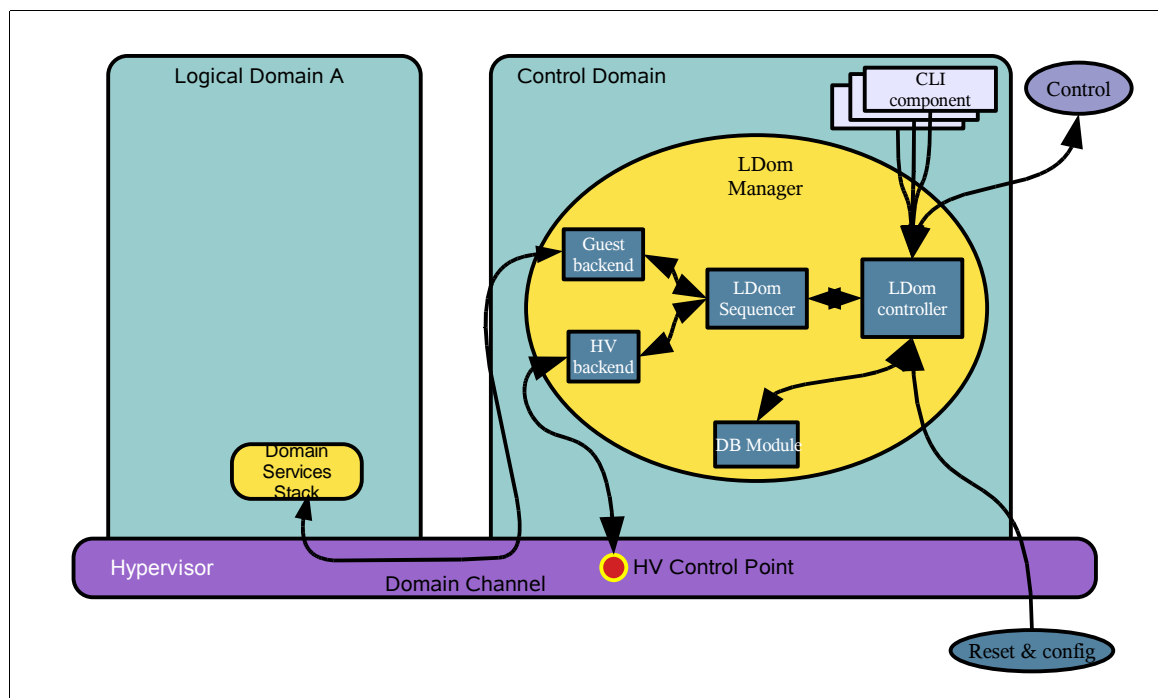 Logical Domain A
Control Domain
CLI
component
Control
LDom
Manager
Guest
backend
LDom
Sequencer
LDom
controller
HV
backend
DB Module
Domain
Services
Stack
Hypervisor
HV Control Point
Domain Channel
Reset & config